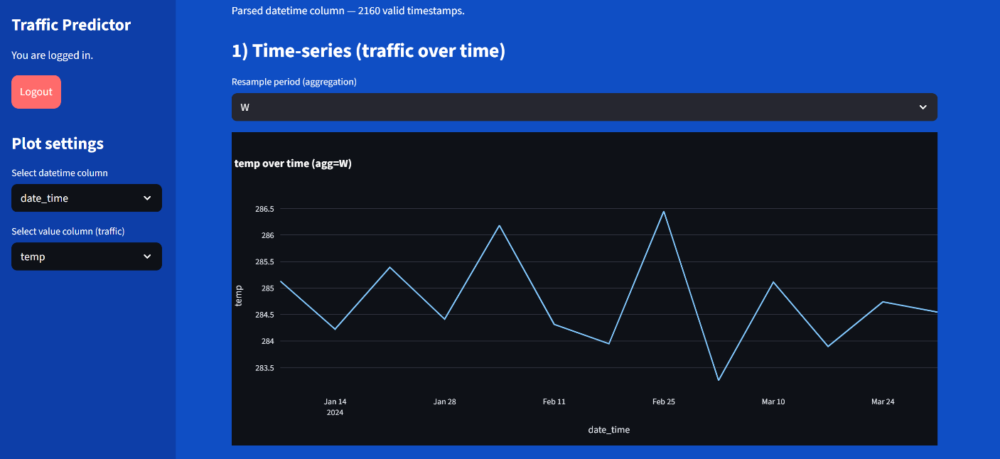 Traffic Predictor
You are logged in.
Logout
Plot settings
Select datetime column
date_time
Select value column (traffic)
temp
Parsed datetime column — 2160 valid timestamps.
1) Time-series (traffic over time)
Resample period (aggregation)
W
temp over time (agg=W)
286.5
286
285.5
285
284.5
284
283.5
temp
Jan 14 Jan 28 Feb 11 Feb 25 Mar 10 Mar 24
2024
date_time